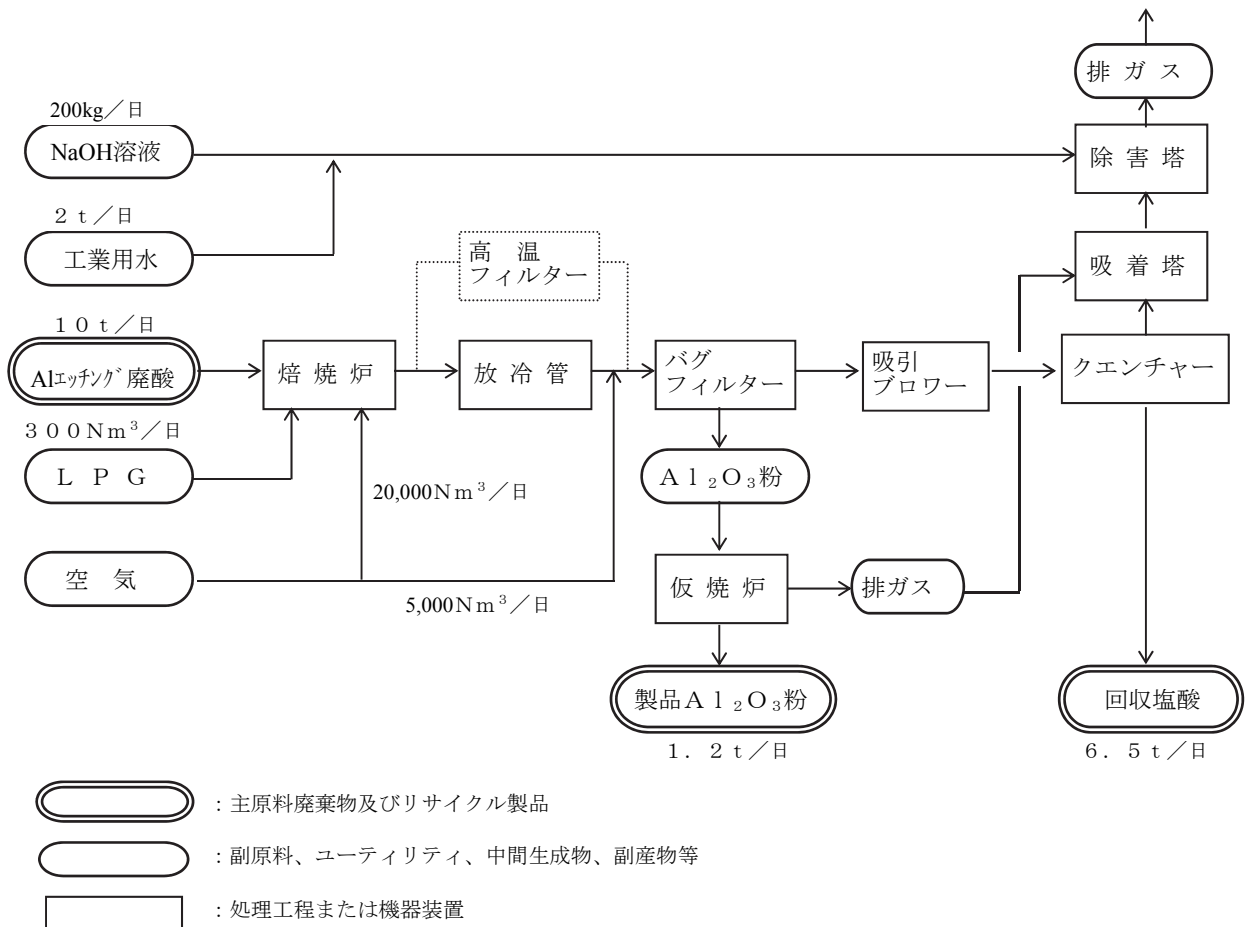 排 ガ ス
200kg／日
NaOH溶液
除 害 塔
２ ｔ／日
工業用水
高 温
フィルター
吸 着 塔
１０ｔ／日
Alｴｯﾁﾝｸﾞ廃酸
焙 焼 炉
放 冷 管
バグ
フィルター
吸引
ブロワー
クエンチャー
３００Nｍ³／日
Ｌ Ｐ Ｇ
Ａｌ₂Ｏ₃粉
20,000Nｍ³／日
空 気
5,000Nｍ³／日
仮 焼 炉
排ガス
製品Ａｌ₂Ｏ₃粉
１．２ｔ／日
回収塩酸
６．５ｔ／日
：主原料廃棄物及びリサイクル製品
：副原料、ユーティリティ、中間生成物、副産物等
：処理工程または機器装置